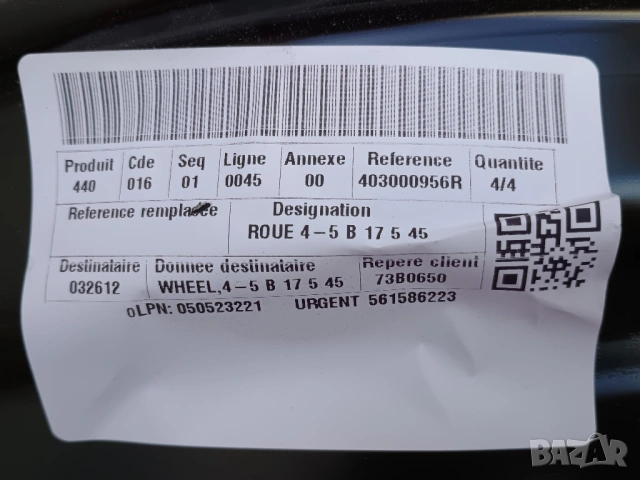 Produit Cde Seq Ligne Annexe Reference Quantite
440 016 01 0045 00 403000956R 4/4
Reference remplacee Designation
ROUE 4-5 B 17 5 45
Destinataire Donnee destinataire Repere client
032612 WHEEL,4-5 B 17 5 45 73B0650
oLPN: 050523221 URGENT 561586223
BAZAR